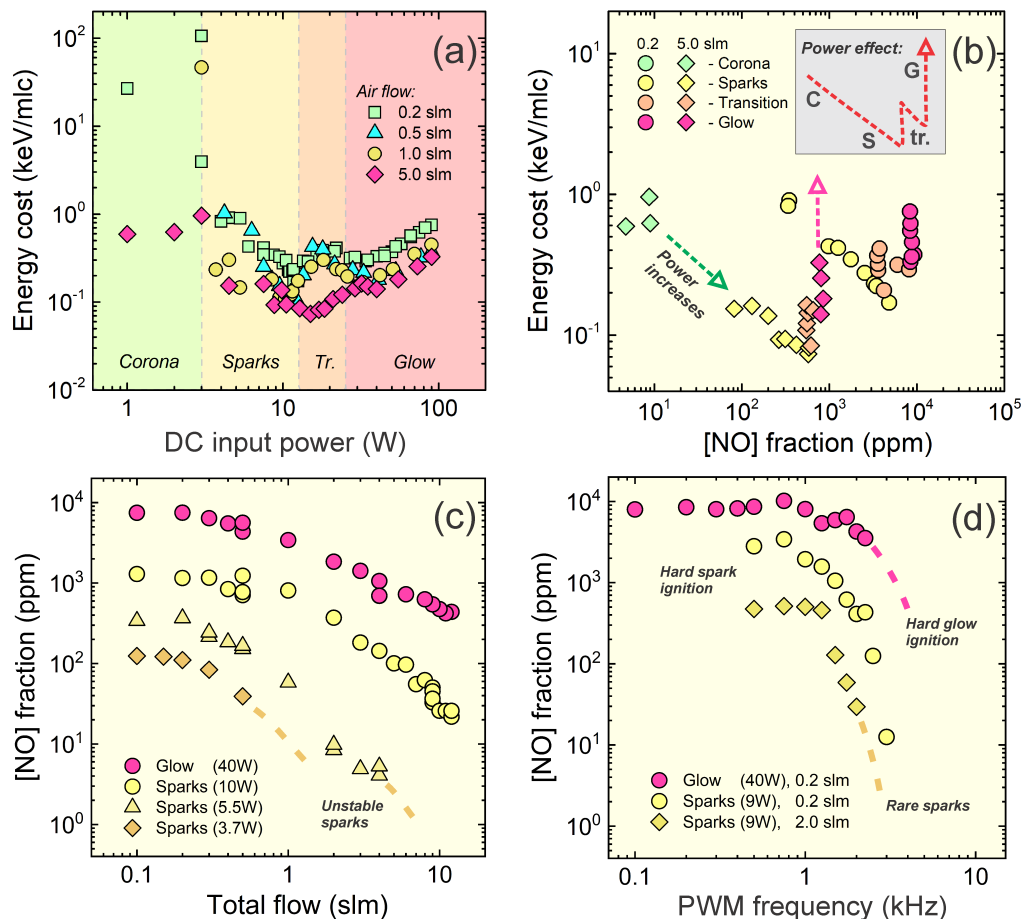 (a)
Air flow:
0.2 slm
0.5 slm
1.0 slm
5.0 slm
10²
10¹
10⁰
10⁻¹
10⁻²
Energy cost (keV/mlc)
Corona
Sparks
Tr.
Glow
1
10
100
DC input power (W)
(b)
0.2 5.0 slm
- Corona
- Sparks
- Transition
- Glow
Power effect:
C
S
tr.
G
Power
increases
10¹
10⁰
10⁻¹
Energy cost (keV/mlc)
10¹
10²
10³
10⁴
10⁵
[NO] fraction (ppm)
(c)
10⁴
10³
10²
10¹
10⁰
[NO] fraction (ppm)
Glow (40W)
Sparks (10W)
Sparks (5.5W)
Sparks (3.7W)
Unstable
sparks
0.1
1
10
Total flow (slm)
(d)
10⁴
10³
10²
10¹
10⁰
[NO] fraction (ppm)
Hard spark
ignition
Hard glow
ignition
Glow (40W), 0.2 slm
Sparks (9W), 0.2 slm
Sparks (9W), 2.0 slm
Rare sparks
0.1
1
10
PWM frequency (kHz)